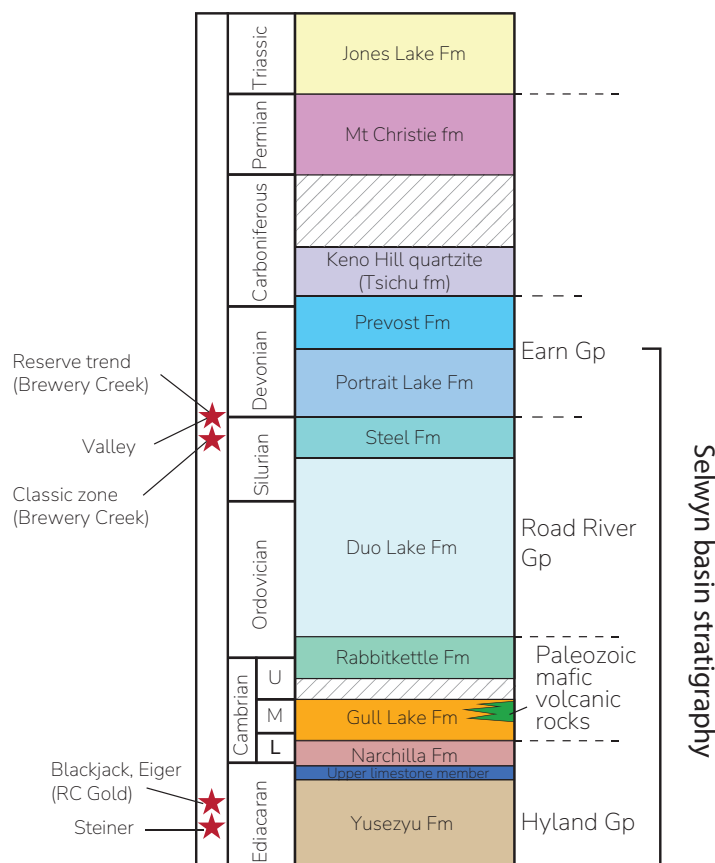 Triassic
Jones Lake Fm
Permian
Mt Christie fm
Carboniferous
Keno Hill quartzite
(Tsichu fm)
Devonian
Prevost Fm
Earn Gp
Portrait Lake Fm
Reserve trend
(Brewery Creek)
Valley
Classic zone
(Brewery Creek)
Silurian
Steel Fm
Ordovician
Duo Lake Fm
Road River
Gp
Cambrian
U
M
L
Rabbitkettle Fm
Gull Lake Fm
Paleozoic
mafic
volcanic
rocks
Narchilla Fm
Upper limestone member
Blackjack, Eiger
(RC Gold)
Steiner
Ediacaran
Yusezyu Fm
Hyland Gp
Selwyn basin stratigraphy